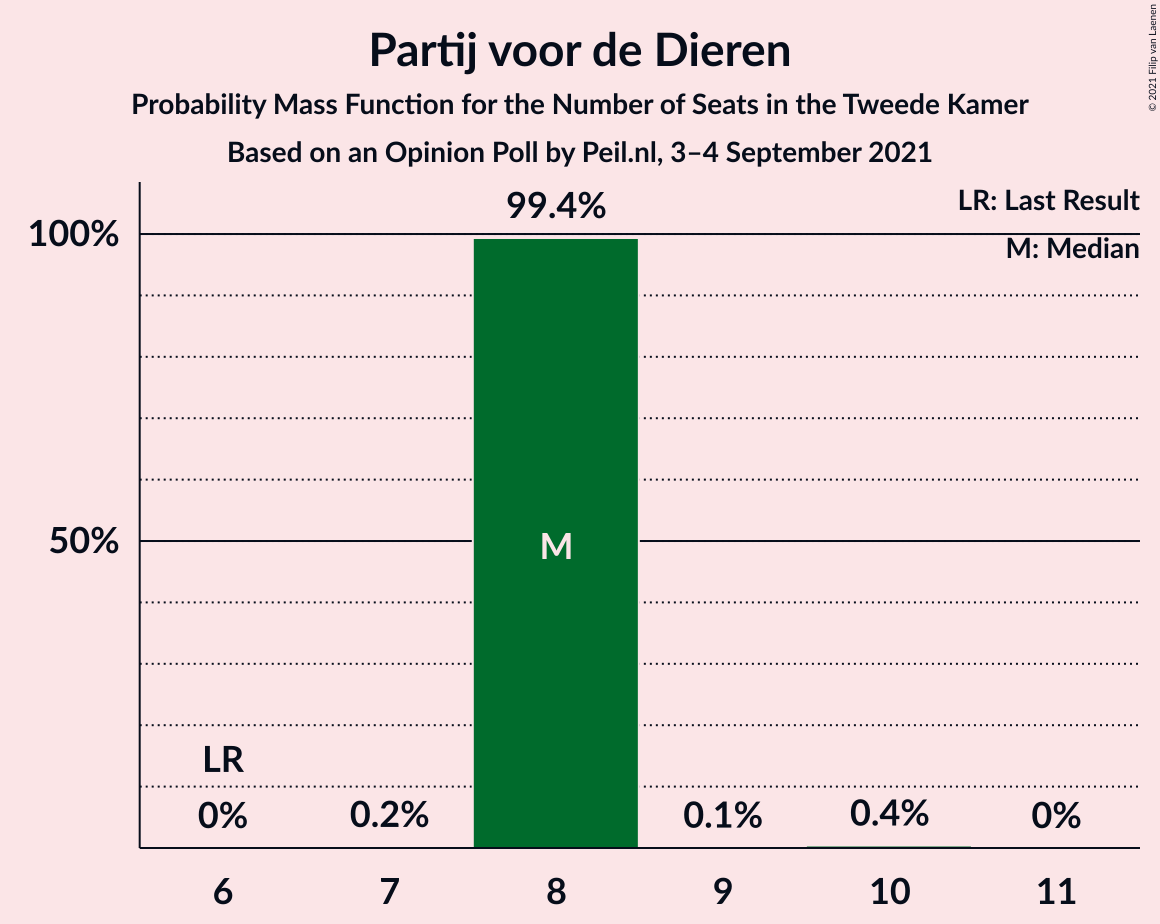 Partij voor de Dieren
Probability Mass Function for the Number of Seats in the Tweede Kamer
Based on an Opinion Poll by Peil.nl, 3–4 September 2021
© 2021 Filip van Laenen
LR: Last Result
M: Median
100%
50%
99.4%
M
LR
0%
0.2%
0.1%
0.4%
0%
6
7
8
9
10
11